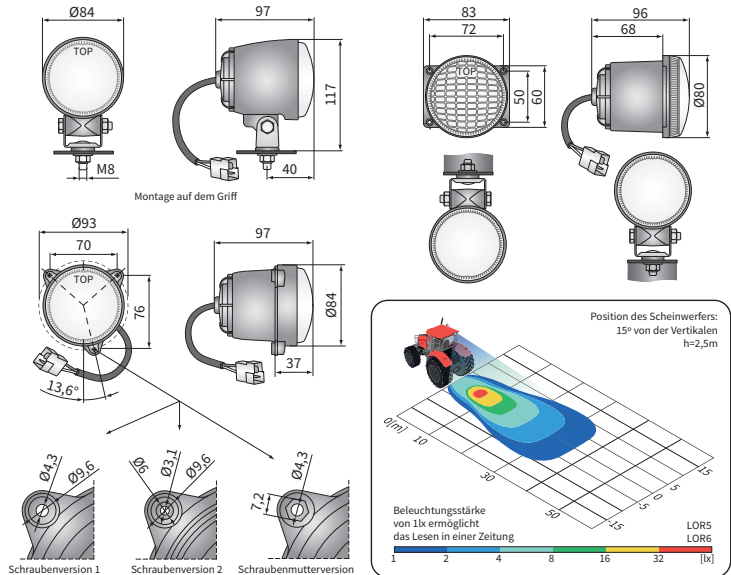 Ø84
TOP
M8
97
117
40
Montage auf dem Griff
83
72
TOP
50
60
96
68
Ø80
Ø93
70
TOP
76
13,6°
97
Ø84
37
Ø4,3
Ø9,6
Schraubenversion 1
Ø6
Ø3,1
Ø9,6
Schraubenversion 2
Ø4,3
7,2
Schraubenmutterversion
Position des Scheinwerfers:
15º von der Vertikalen
h=2,5m
0[m]
10
30
50
-15
-5
0
5
15
Beleuchtungsstärke
von 1lx ermöglicht
das Lesen in einer Zeitung
LOR5
LOR6
1 2 4 8 16 32 [lx]